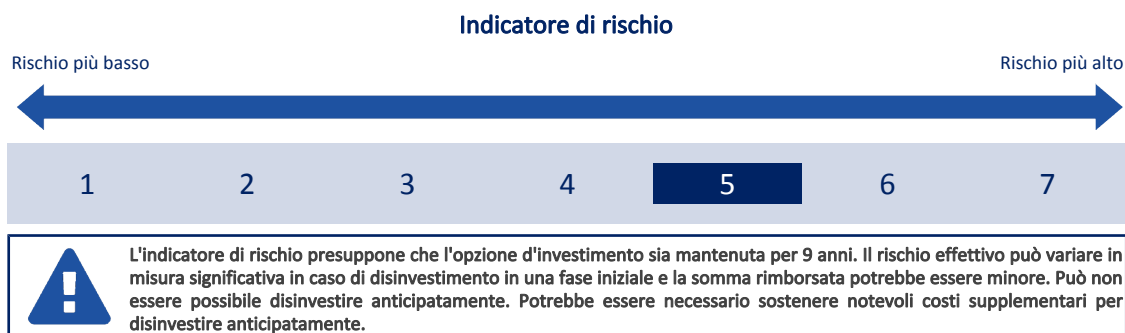 Indicatore di rischio
Rischio più basso Rischio più alto
1 2 3 4 5 6 7
L'indicatore di rischio presuppone che l'opzione d'investimento sia mantenuta per 9 anni. Il rischio effettivo può variare in
misura significativa in caso di disinvestimento in una fase iniziale e la somma rimborsata potrebbe essere minore. Può non
essere possibile disinvestire anticipatamente. Potrebbe essere necessario sostenere notevoli costi supplementari per
disinvestire anticipatamente.